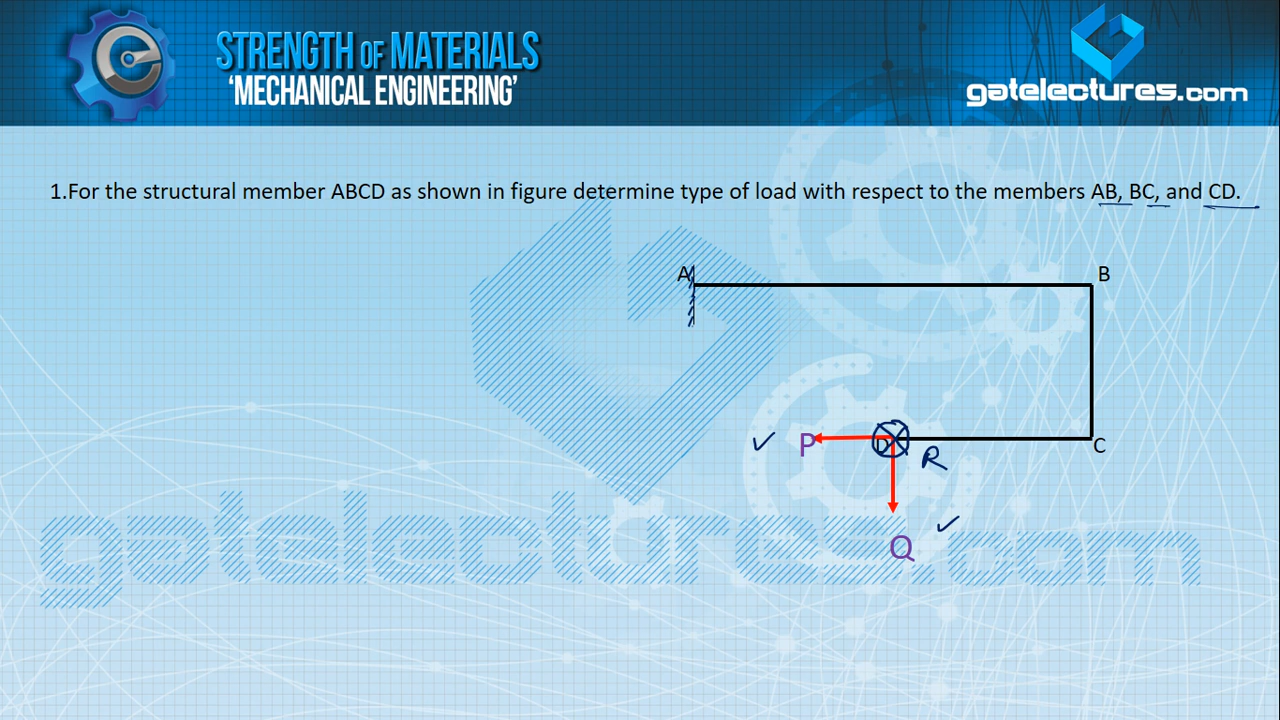 STRENGTH OF MATERIALS
'MECHANICAL ENGINEERING'
gatelectures.com
1.For the structural member ABCD as shown in figure determine type of load with respect to the members AB, BC, and CD.
A
B
P
D
R
C
Q
gatelectures.com